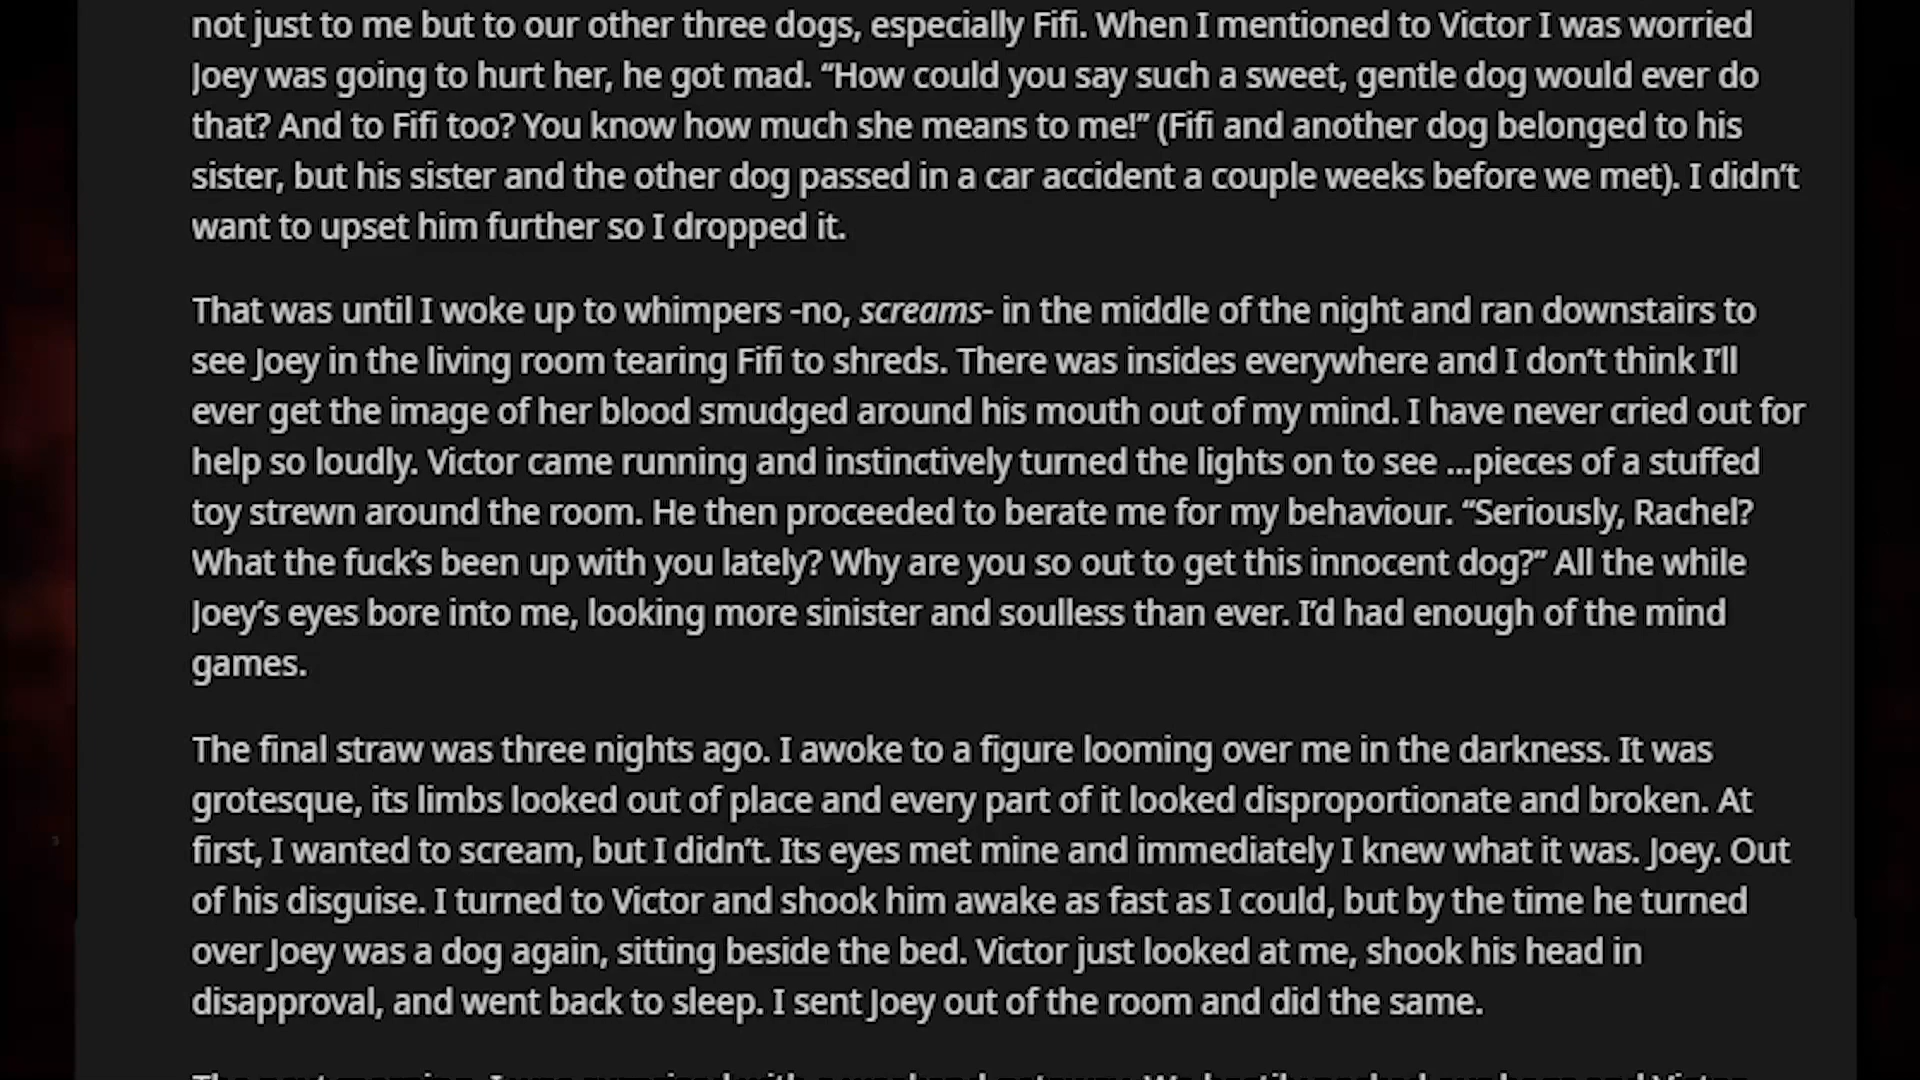 not just to me but to our other three dogs, especially Fifi. When I mentioned to Victor I was worried
Joey was going to hurt her, he got mad. “How could you say such a sweet, gentle dog would ever do
that? And to Fifi too? You know how much she means to me!” (Fifi and another dog belonged to his
sister, but his sister and the other dog passed in a car accident a couple weeks before we met). I didn’t
want to upset him further so I dropped it.
That was until I woke up to whimpers -no, screams- in the middle of the night and ran downstairs to
see Joey in the living room tearing Fifi to shreds. There was insides everywhere and I don’t think I’ll
ever get the image of her blood smudged around his mouth out of my mind. I have never cried out for
help so loudly. Victor came running and instinctively turned the lights on to see ...pieces of a stuffed
toy strewn around the room. He then proceeded to berate me for my behaviour. “Seriously, Rachel?
What the fuck’s been up with you lately? Why are you so out to get this innocent dog?” All the while
Joey’s eyes bore into me, looking more sinister and soulless than ever. I’d had enough of the mind
games.
The final straw was three nights ago. I awoke to a figure looming over me in the darkness. It was
grotesque, its limbs looked out of place and every part of it looked disproportionate and broken. At
first, I wanted to scream, but I didn’t. Its eyes met mine and immediately I knew what it was. Joey. Out
of his disguise. I turned to Victor and shook him awake as fast as I could, but by the time he turned
over Joey was a dog again, sitting beside the bed. Victor just looked at me, shook his head in
disapproval, and went back to sleep. I sent Joey out of the room and did the same.